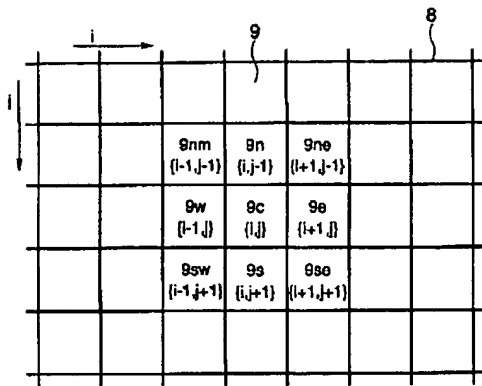 i
9
8
i
9nm
9n
9ne
{i-1,j-1}
{i,j-1}
{i+1,j-1}
9w
9c
9e
{i-1,j}
{i,j}
{i+1,j}
9sw
9s
9se
{i-1,j+1}
{i,j+1}
{i+1,j+1}